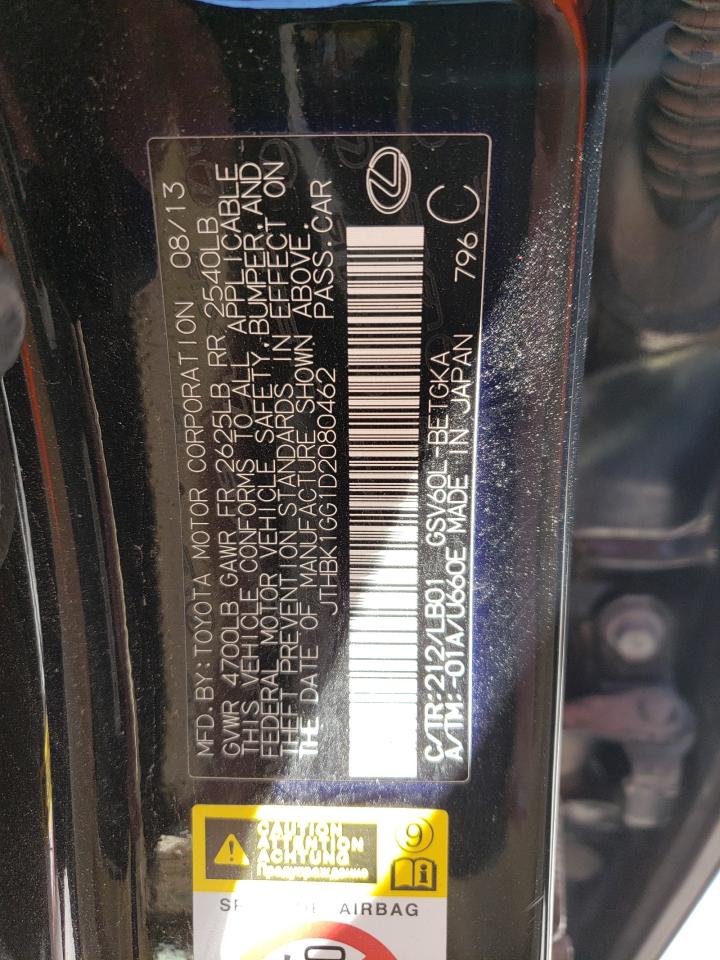 MFD. BY: TOYOTA MOTOR CORPORATION 08/13
GVWR 4700LB GAWR FR 2625LB RR 2540LB
THIS VEHICLE CONFORMS TO ALL APPLICABLE
FEDERAL MOTOR VEHICLE SAFETY, BUMPER, AND
THEFT PREVENTION STANDARDS IN EFFECT ON
THE DATE OF MANUFACTURE SHOWN ABOVE.
JTHBK1GG1D2080462 PASS. CAR
C/TR: 212/LB01 GSV60L-BETGKA
A/TM: -01A/U660E MADE IN JAPAN 796 C
CAUTION
ATTENTION
ACHTUNG
Предупреждение
9
AIRBAG